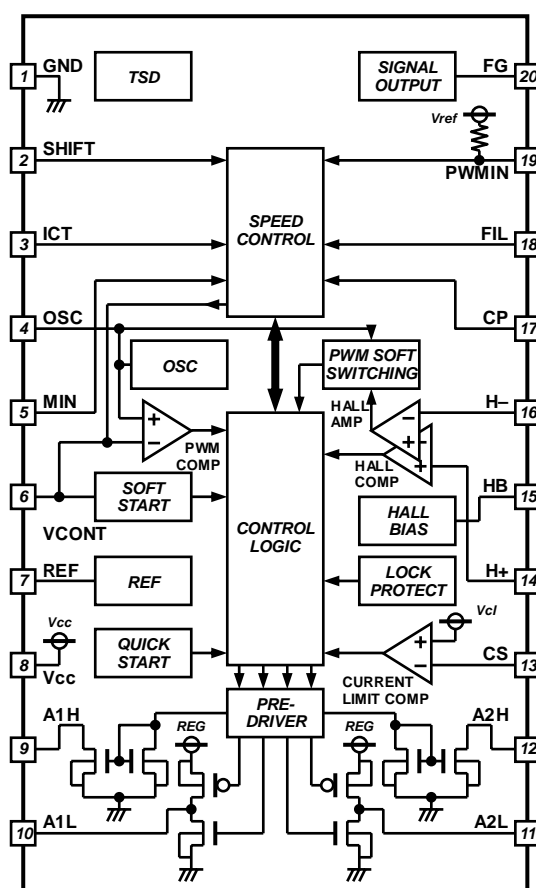 GND
1
TSD
SIGNAL
OUTPUT
FG
20
Vref
SHIFT
2
19
PWMIN
SPEED
CONTROL
ICT
3
FIL
18
OSC
4
CP
17
OSC
PWM SOFT
SWITCHING
MIN
5
+
−
PWM
COMP
HALL
AMP
−
+
H−
16
HALL
COMP
−
+
6
VCONT
SOFT
START
HB
15
HALL
BIAS
CONTROL
LOGIC
REF
7
REF
LOCK
PROTECT
H+
14
Vcc
8
Vcc
QUICK
START
Vcl
+
−
CS
13
CURRENT
LIMIT COMP
PRE-
DRIVER
A1H
9
REG
REG
A2H
12
A1L
10
A2L
11